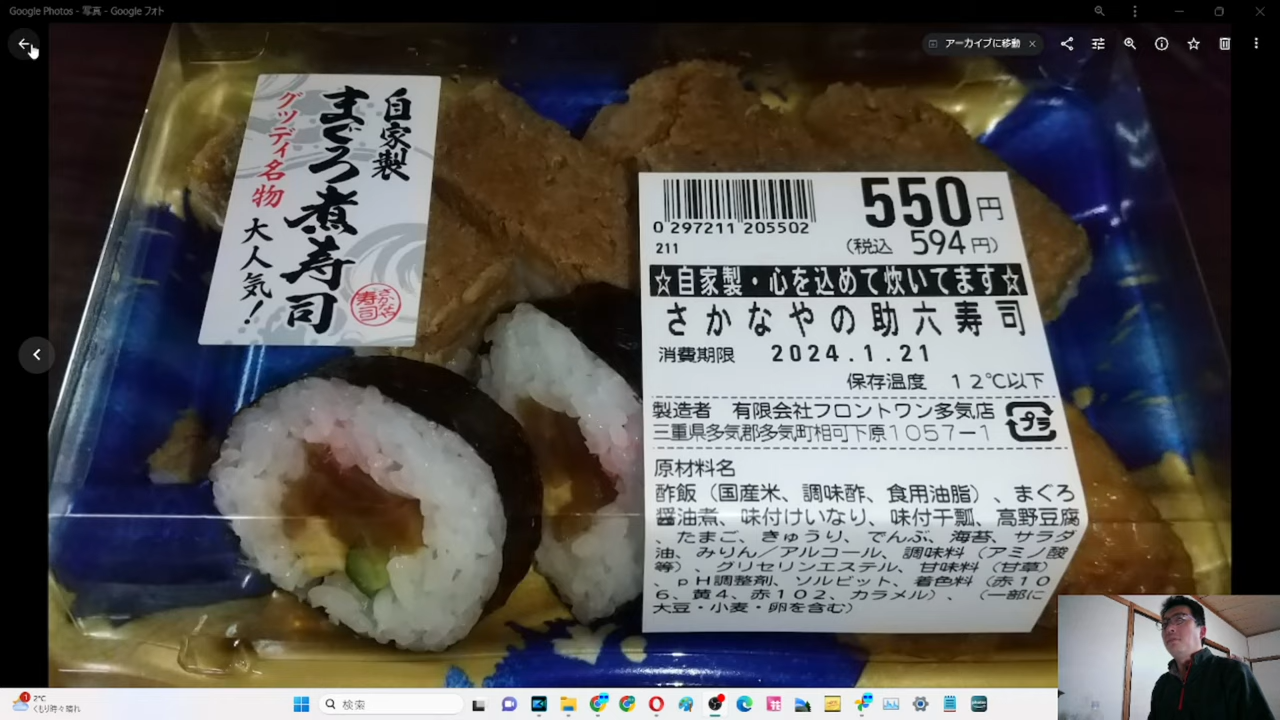 Google Photos - 写真 - Google フォト
アーカイブに移動
自家製
まぐろ煮寿司
グッディ名物
大人気！
さかなや
寿司
0 297211 205502
211
550円
（税込 594円）
☆自家製・心を込めて炊いてます☆
さかなやの助六寿司
消費期限 2024.1.21
保存温度 12℃以下
製造者 有限会社フロントワン多気店
三重県多気郡多気町相可下原1057-1
プラ
原材料名
酢飯（国産米、調味酢、食用油脂）、まぐろ
醤油煮、味付けいなり、味付干瓢、高野豆腐
、たまご、きゅうり、でんぶ、海苔、サラダ
油、みりん／アルコール、調味料（アミノ酸
等）、グリセリンエステル、甘味料（甘草）
、pH調整剤、ソルビット、着色料（赤10
6、黄4、赤102、カラメル）、（一部に
大豆・小麦・卵を含む）
1
2℃
くもり時々晴れ
検索